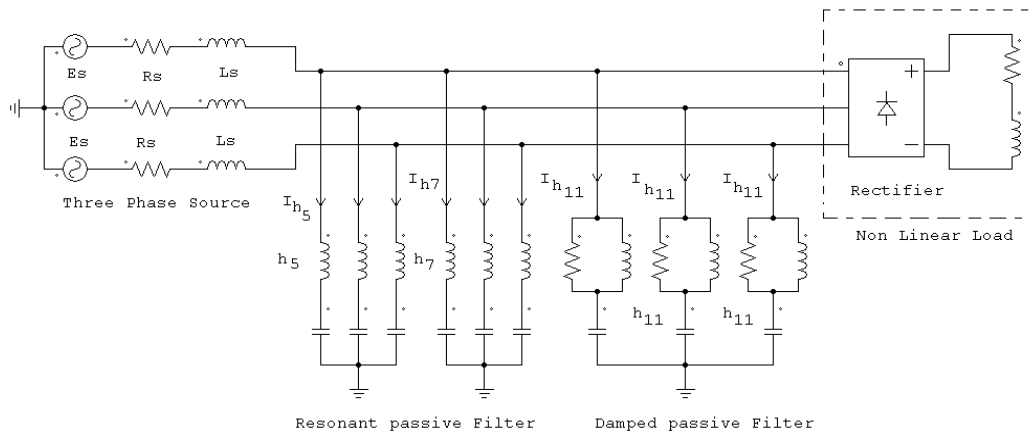 Es Rs Ls
Es Rs Ls
Three Phase Source
+
−
Rectifier
Non Linear Load
Ih5
Ih7
Ih11 Ih11 Ih11
h5 h7
h11 h11
Resonant passive Filter
Damped passive Filter